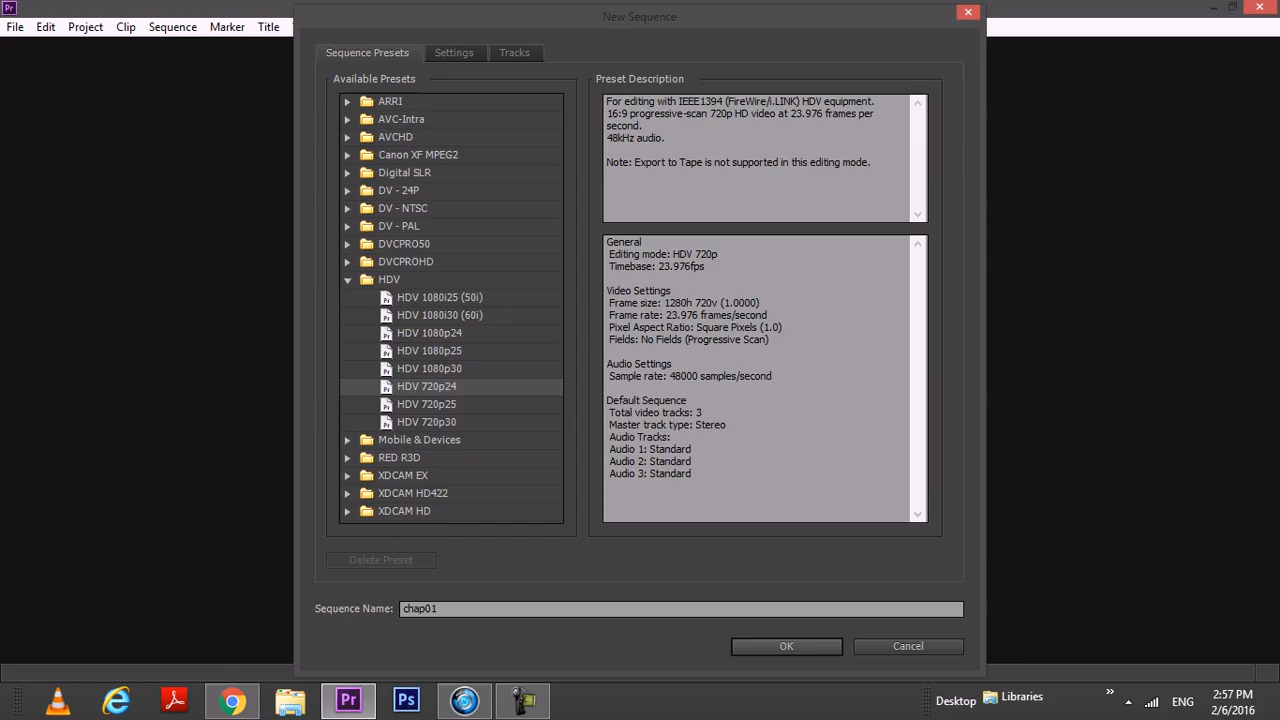 Pr
New Sequence
File Edit Project Clip Sequence Marker Title
Sequence Presets Settings Tracks
Available Presets
ARRI
AVC-Intra
AVCHD
Canon XF MPEG2
Digital SLR
DV - 24P
DV - NTSC
DV - PAL
DVCPRO50
DVCPROHD
HDV
HDV 1080i25 (50i)
HDV 1080i30 (60i)
HDV 1080p24
HDV 1080p25
HDV 1080p30
HDV 720p24
HDV 720p25
HDV 720p30
Mobile & Devices
RED R3D
XDCAM EX
XDCAM HD422
XDCAM HD
Delete Preset
Preset Description
For editing with IEEE1394 (FireWire/i.LINK) HDV equipment.
16:9 progressive-scan 720p HD video at 23.976 frames per
second.
48kHz audio.
Note: Export to Tape is not supported in this editing mode.
General
Editing mode: HDV 720p
Timebase: 23.976fps
Video Settings
Frame size: 1280h 720v (1.0000)
Frame rate: 23.976 frames/second
Pixel Aspect Ratio: Square Pixels (1.0)
Fields: No Fields (Progressive Scan)
Audio Settings
Sample rate: 48000 samples/second
Default Sequence
Total video tracks: 3
Master track type: Stereo
Audio Tracks:
Audio 1: Standard
Audio 2: Standard
Audio 3: Standard
Sequence Name: chap01
OK Cancel
Pr Ps Desktop Libraries ENG
2:57 PM
2/6/2016